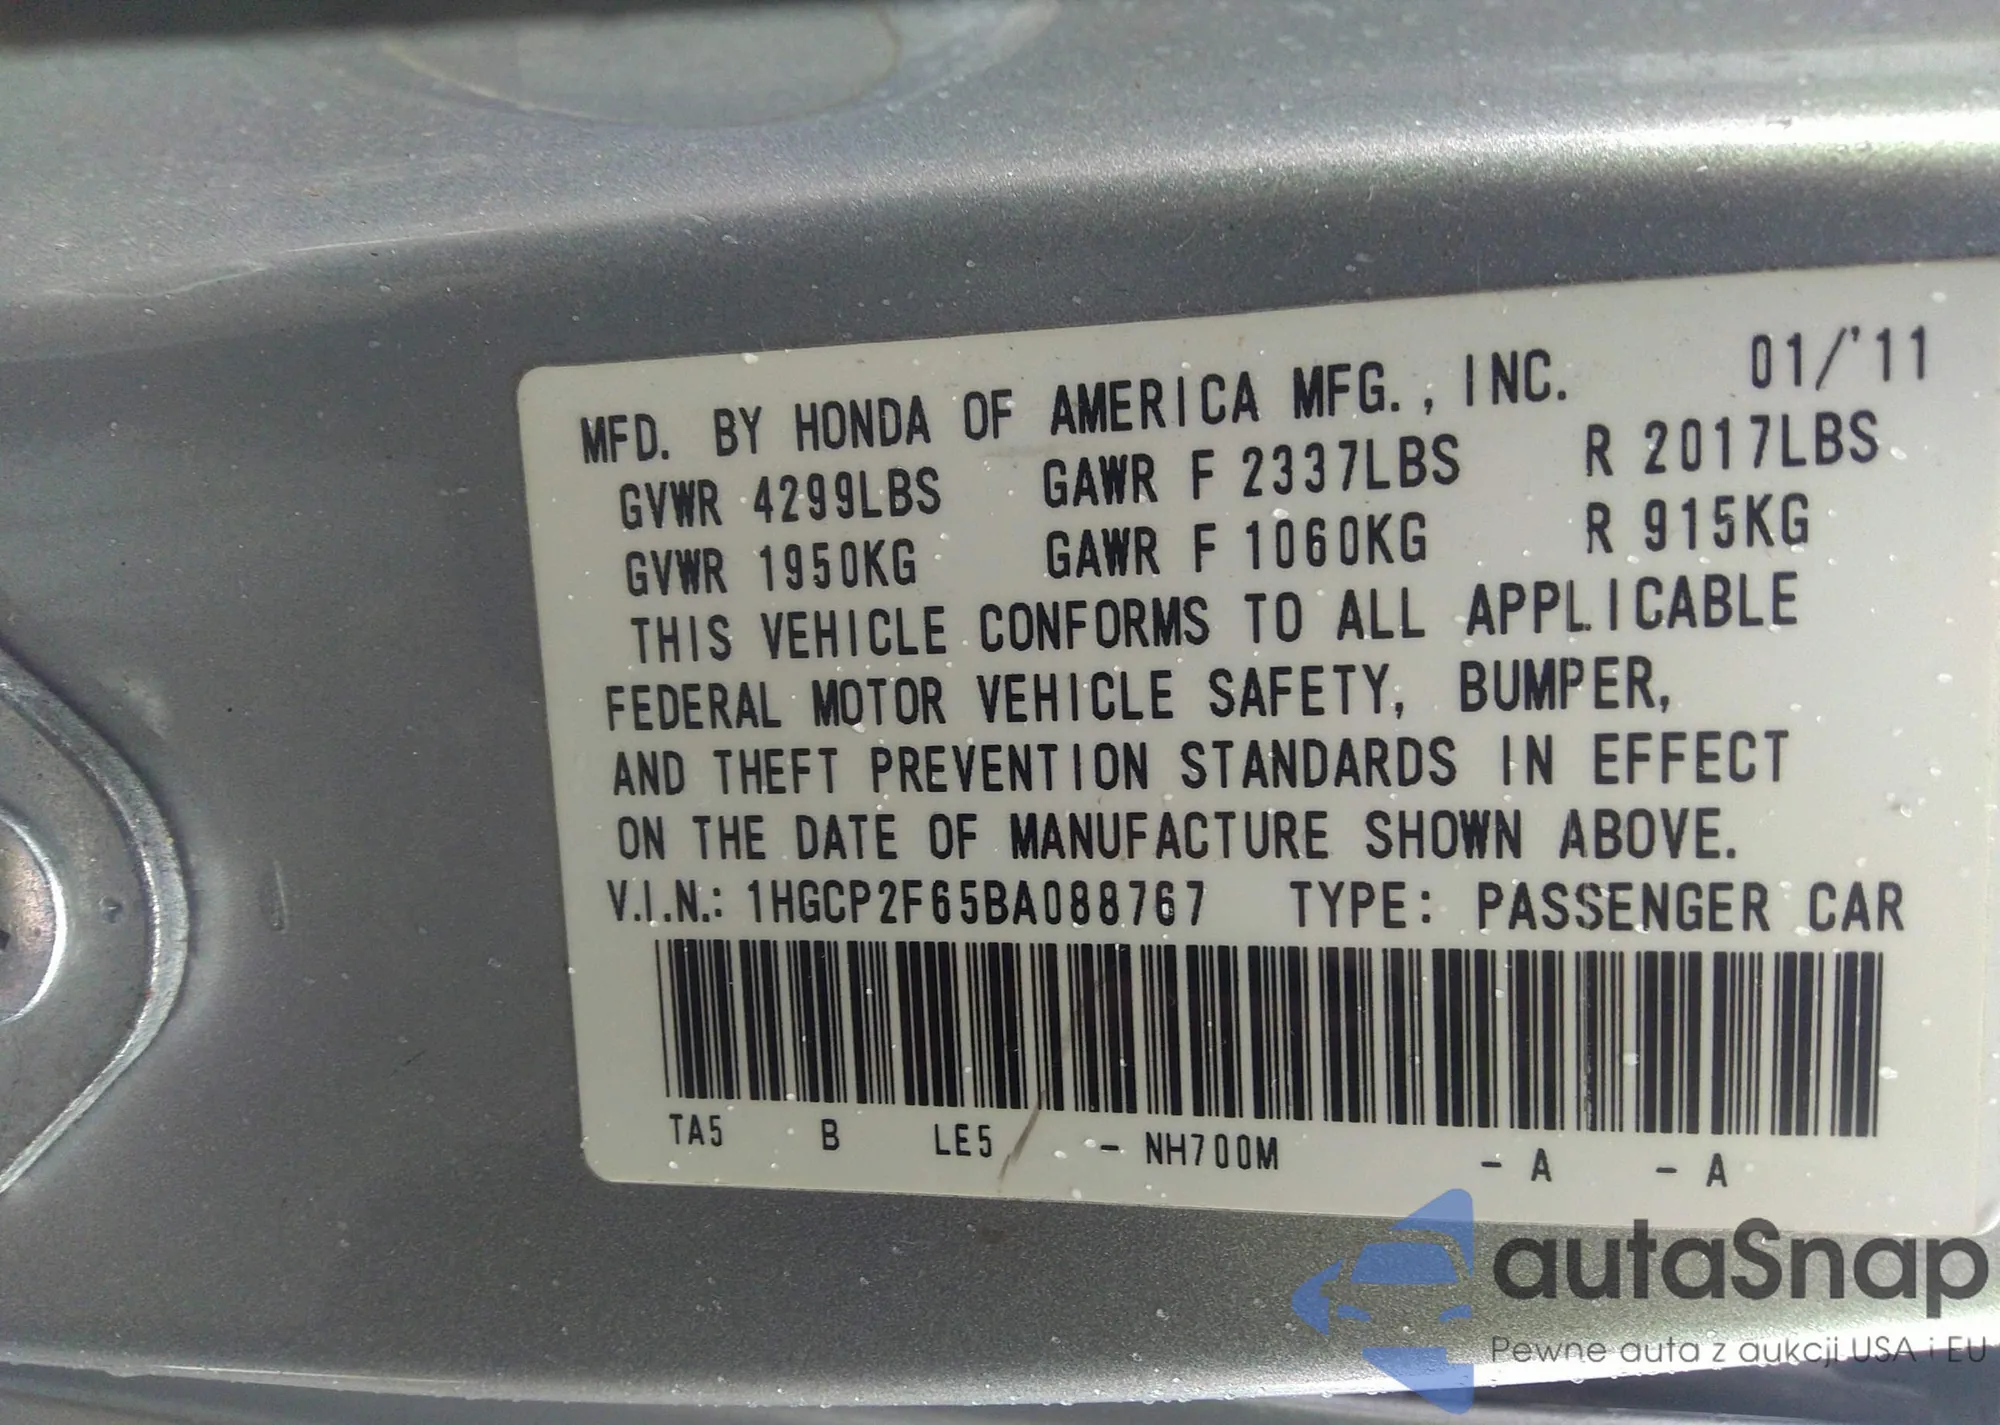 MFD. BY HONDA OF AMERICA MFG., INC. 01/'11
GVWR 4299LBS GAWR F 2337LBS R 2017LBS
GVWR 1950KG GAWR F 1060KG R 915KG
THIS VEHICLE CONFORMS TO ALL APPLICABLE
FEDERAL MOTOR VEHICLE SAFETY, BUMPER,
AND THEFT PREVENTION STANDARDS IN EFFECT
ON THE DATE OF MANUFACTURE SHOWN ABOVE.
V.I.N.: 1HGCP2F65BA088767 TYPE: PASSENGER CAR
TA5 B LE5 - NH700M - A - A
autaSnap
Pewne auta z aukcji USA i EU